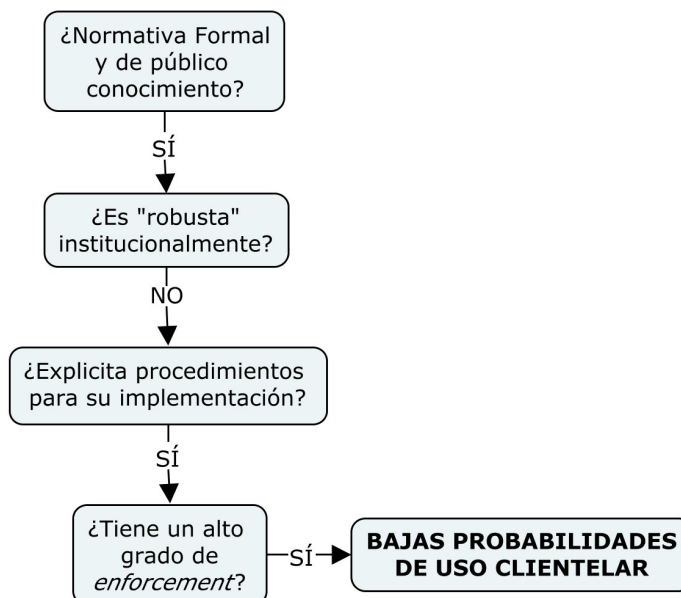 ¿Normativa Formal
y de público
conocimiento?
SÍ
¿Es "robusta"
institucionalmente?
NO
¿Explicita procedimientos
para su implementación?
SÍ
¿Tiene un alto
grado de
enforcement?
SÍ
BAJAS PROBABILIDADES
DE USO CLIENTELAR